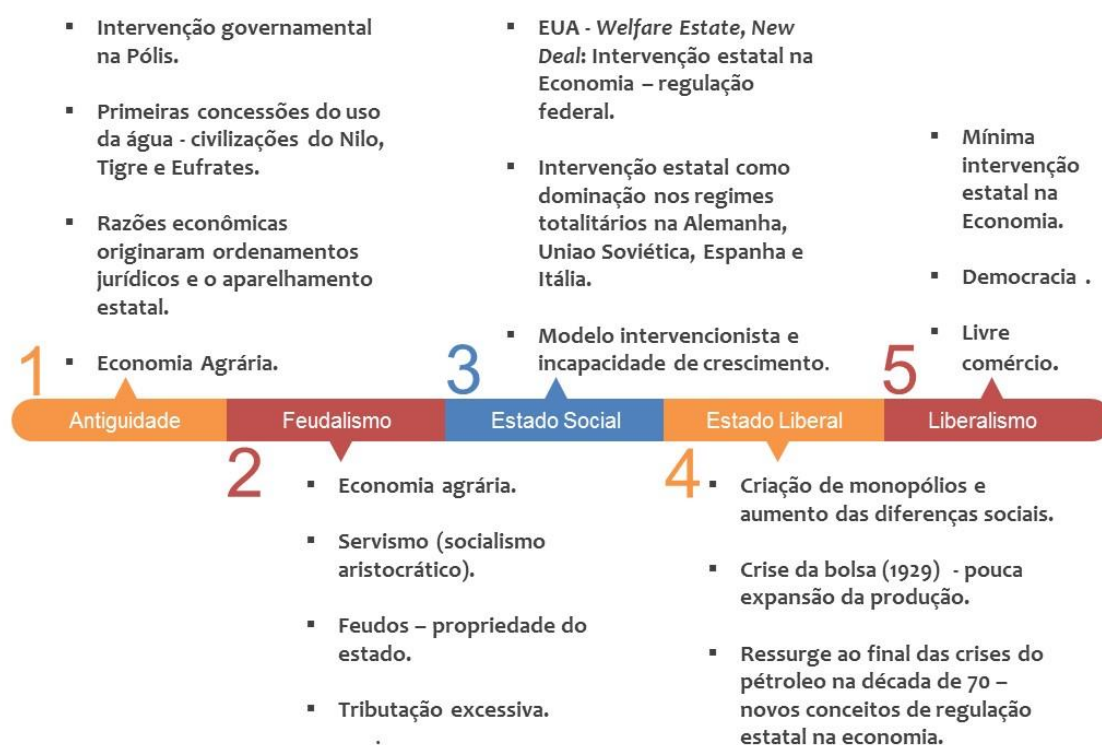 ▪ Intervenção governamental
na Pólis.
▪ Primeiras concessões do uso
da água - civilizações do Nilo,
Tigre e Eufrates.
▪ Razões econômicas
originaram ordenamentos
jurídicos e o aparelhamento
estatal.
▪ Economia Agrária.
1
Antiguidade
2
Feudalismo
▪ Economia agrária.
▪ Servismo (socialismo
aristocrático).
▪ Feudos – propriedade do
estado.
▪ Tributação excessiva.
.
▪ EUA - Welfare Estate, New
Deal: Intervenção estatal na
Economia – regulação
federal.
▪ Intervenção estatal como
dominação nos regimes
totalitários na Alemanha,
Uniao Soviética, Espanha e
Itália.
▪ Modelo intervencionista e
incapacidade de crescimento.
3
Estado Social
4
Estado Liberal
▪ Criação de monopólios e
aumento das diferenças sociais.
▪ Crise da bolsa (1929) - pouca
expansão da produção.
▪ Ressurge ao final das crises do
pétroleo na década de 70 –
novos conceitos de regulação
estatal na economia.
▪ Mínima
intervenção
estatal na
Economia.
▪ Democracia .
▪ Livre
comércio.
5
Liberalismo